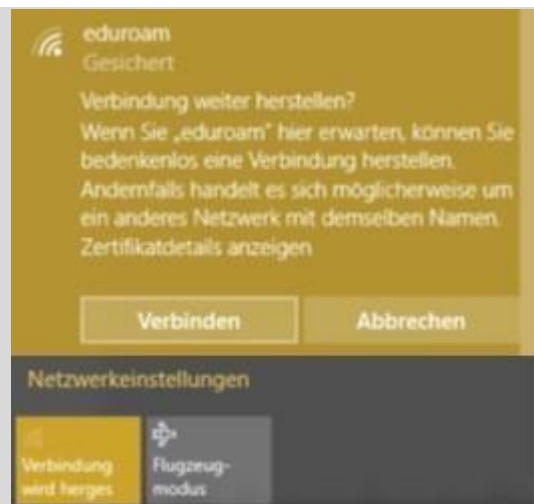 eduroam
Gesichert
Verbindung weiter herstellen?
Wenn Sie „eduroam" hier erwarten, können Sie
bedenkenlos eine Verbindung herstellen.
Andernfalls handelt es sich möglicherweise um
ein anderes Netzwerk mit demselben Namen.
Zertifikatdetails anzeigen
Verbinden
Abbrechen
Netzwerkeinstellungen
Verbindung
wird herges
Flugzeug-
modus